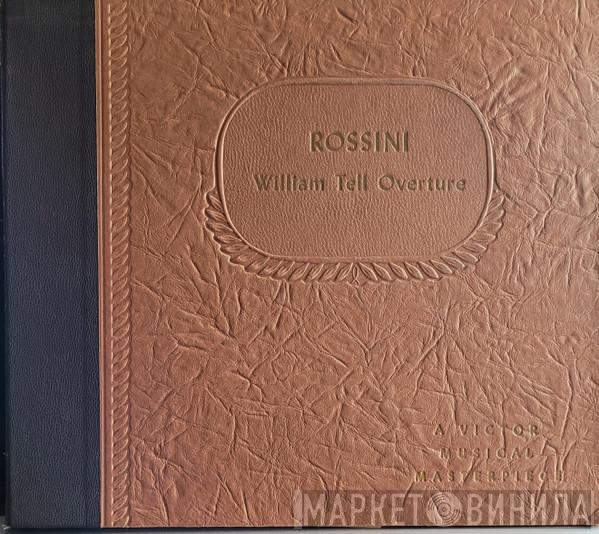 ROSSINI
William Tell Overture
A VICTOR
MUSICAL
MASTERPIECE
МАРКЕТ ВИНИЛА